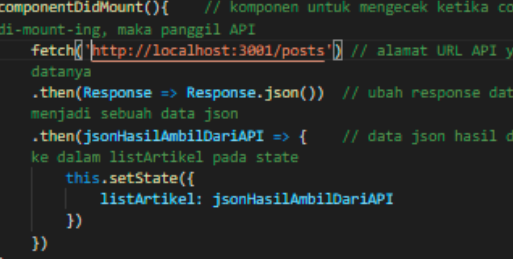 componentDidMount(){    // komponen untuk mengecek ketika
di-mount-ing, maka panggil API
fetch('http://localhost:3001/posts') // alamat URL API
datanya
.then(Response => Response.json())  // ubah response
menjadi sebuah data json
.then(jsonHasilAmbilDariAPI => {    // data json hasil
ke dalam listArtikel pada state
this.setState({
listArtikel: jsonHasilAmbilDariAPI
})
})